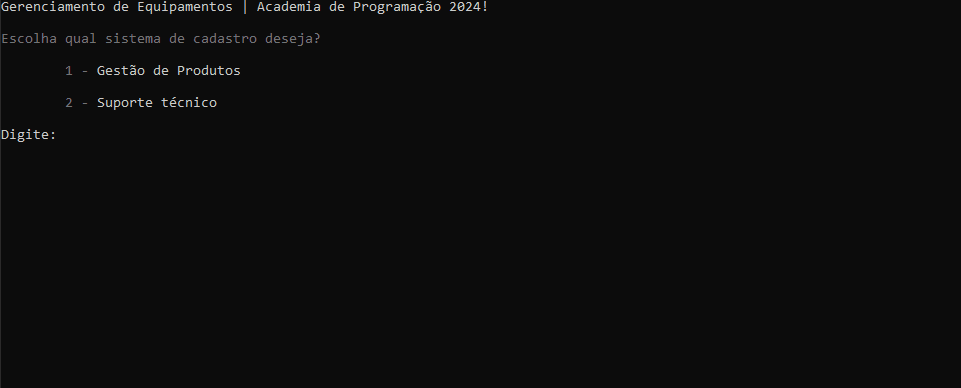 Gerenciamento de Equipamentos | Academia de Programação 2024!
Escolha qual sistema de cadastro deseja?
1 - Gestão de Produtos
2 - Suporte técnico
Digite: